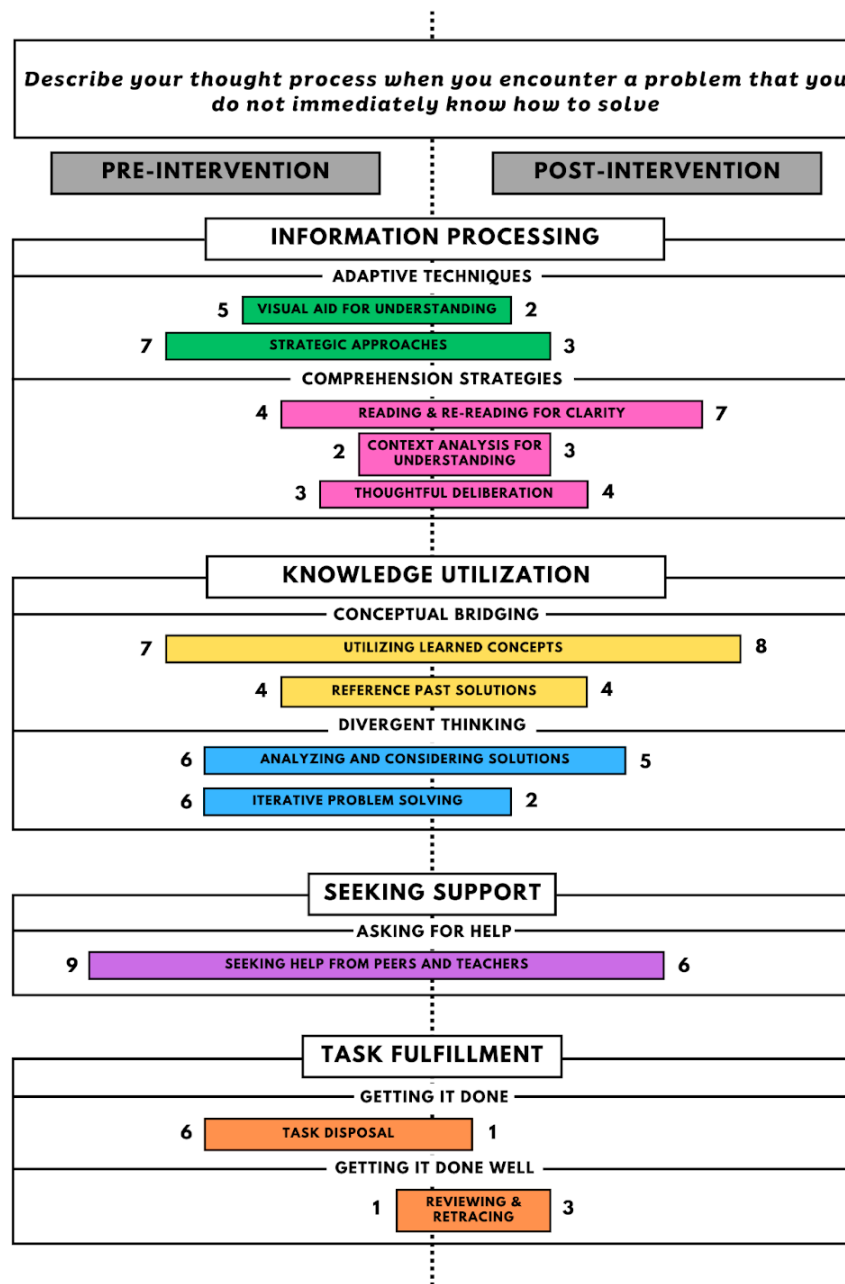 Describe your thought process when you encounter a problem that you
do not immediately know how to solve
PRE-INTERVENTION
POST-INTERVENTION
INFORMATION PROCESSING
ADAPTIVE TECHNIQUES
5 VISUAL AID FOR UNDERSTANDING 2
7 STRATEGIC APPROACHES 3
COMPREHENSION STRATEGIES
4 READING & RE-READING FOR CLARITY 7
2 CONTEXT ANALYSIS FOR
UNDERSTANDING 3
3 THOUGHTFUL DELIBERATION 4
KNOWLEDGE UTILIZATION
CONCEPTUAL BRIDGING
7 UTILIZING LEARNED CONCEPTS 8
4 REFERENCE PAST SOLUTIONS 4
DIVERGENT THINKING
6 ANALYZING AND CONSIDERING SOLUTIONS 5
6 ITERATIVE PROBLEM SOLVING 2
SEEKING SUPPORT
ASKING FOR HELP
9 SEEKING HELP FROM PEERS AND TEACHERS 6
TASK FULFILLMENT
GETTING IT DONE
6 TASK DISPOSAL 1
GETTING IT DONE WELL
1 REVIEWING &
RETRACING 3